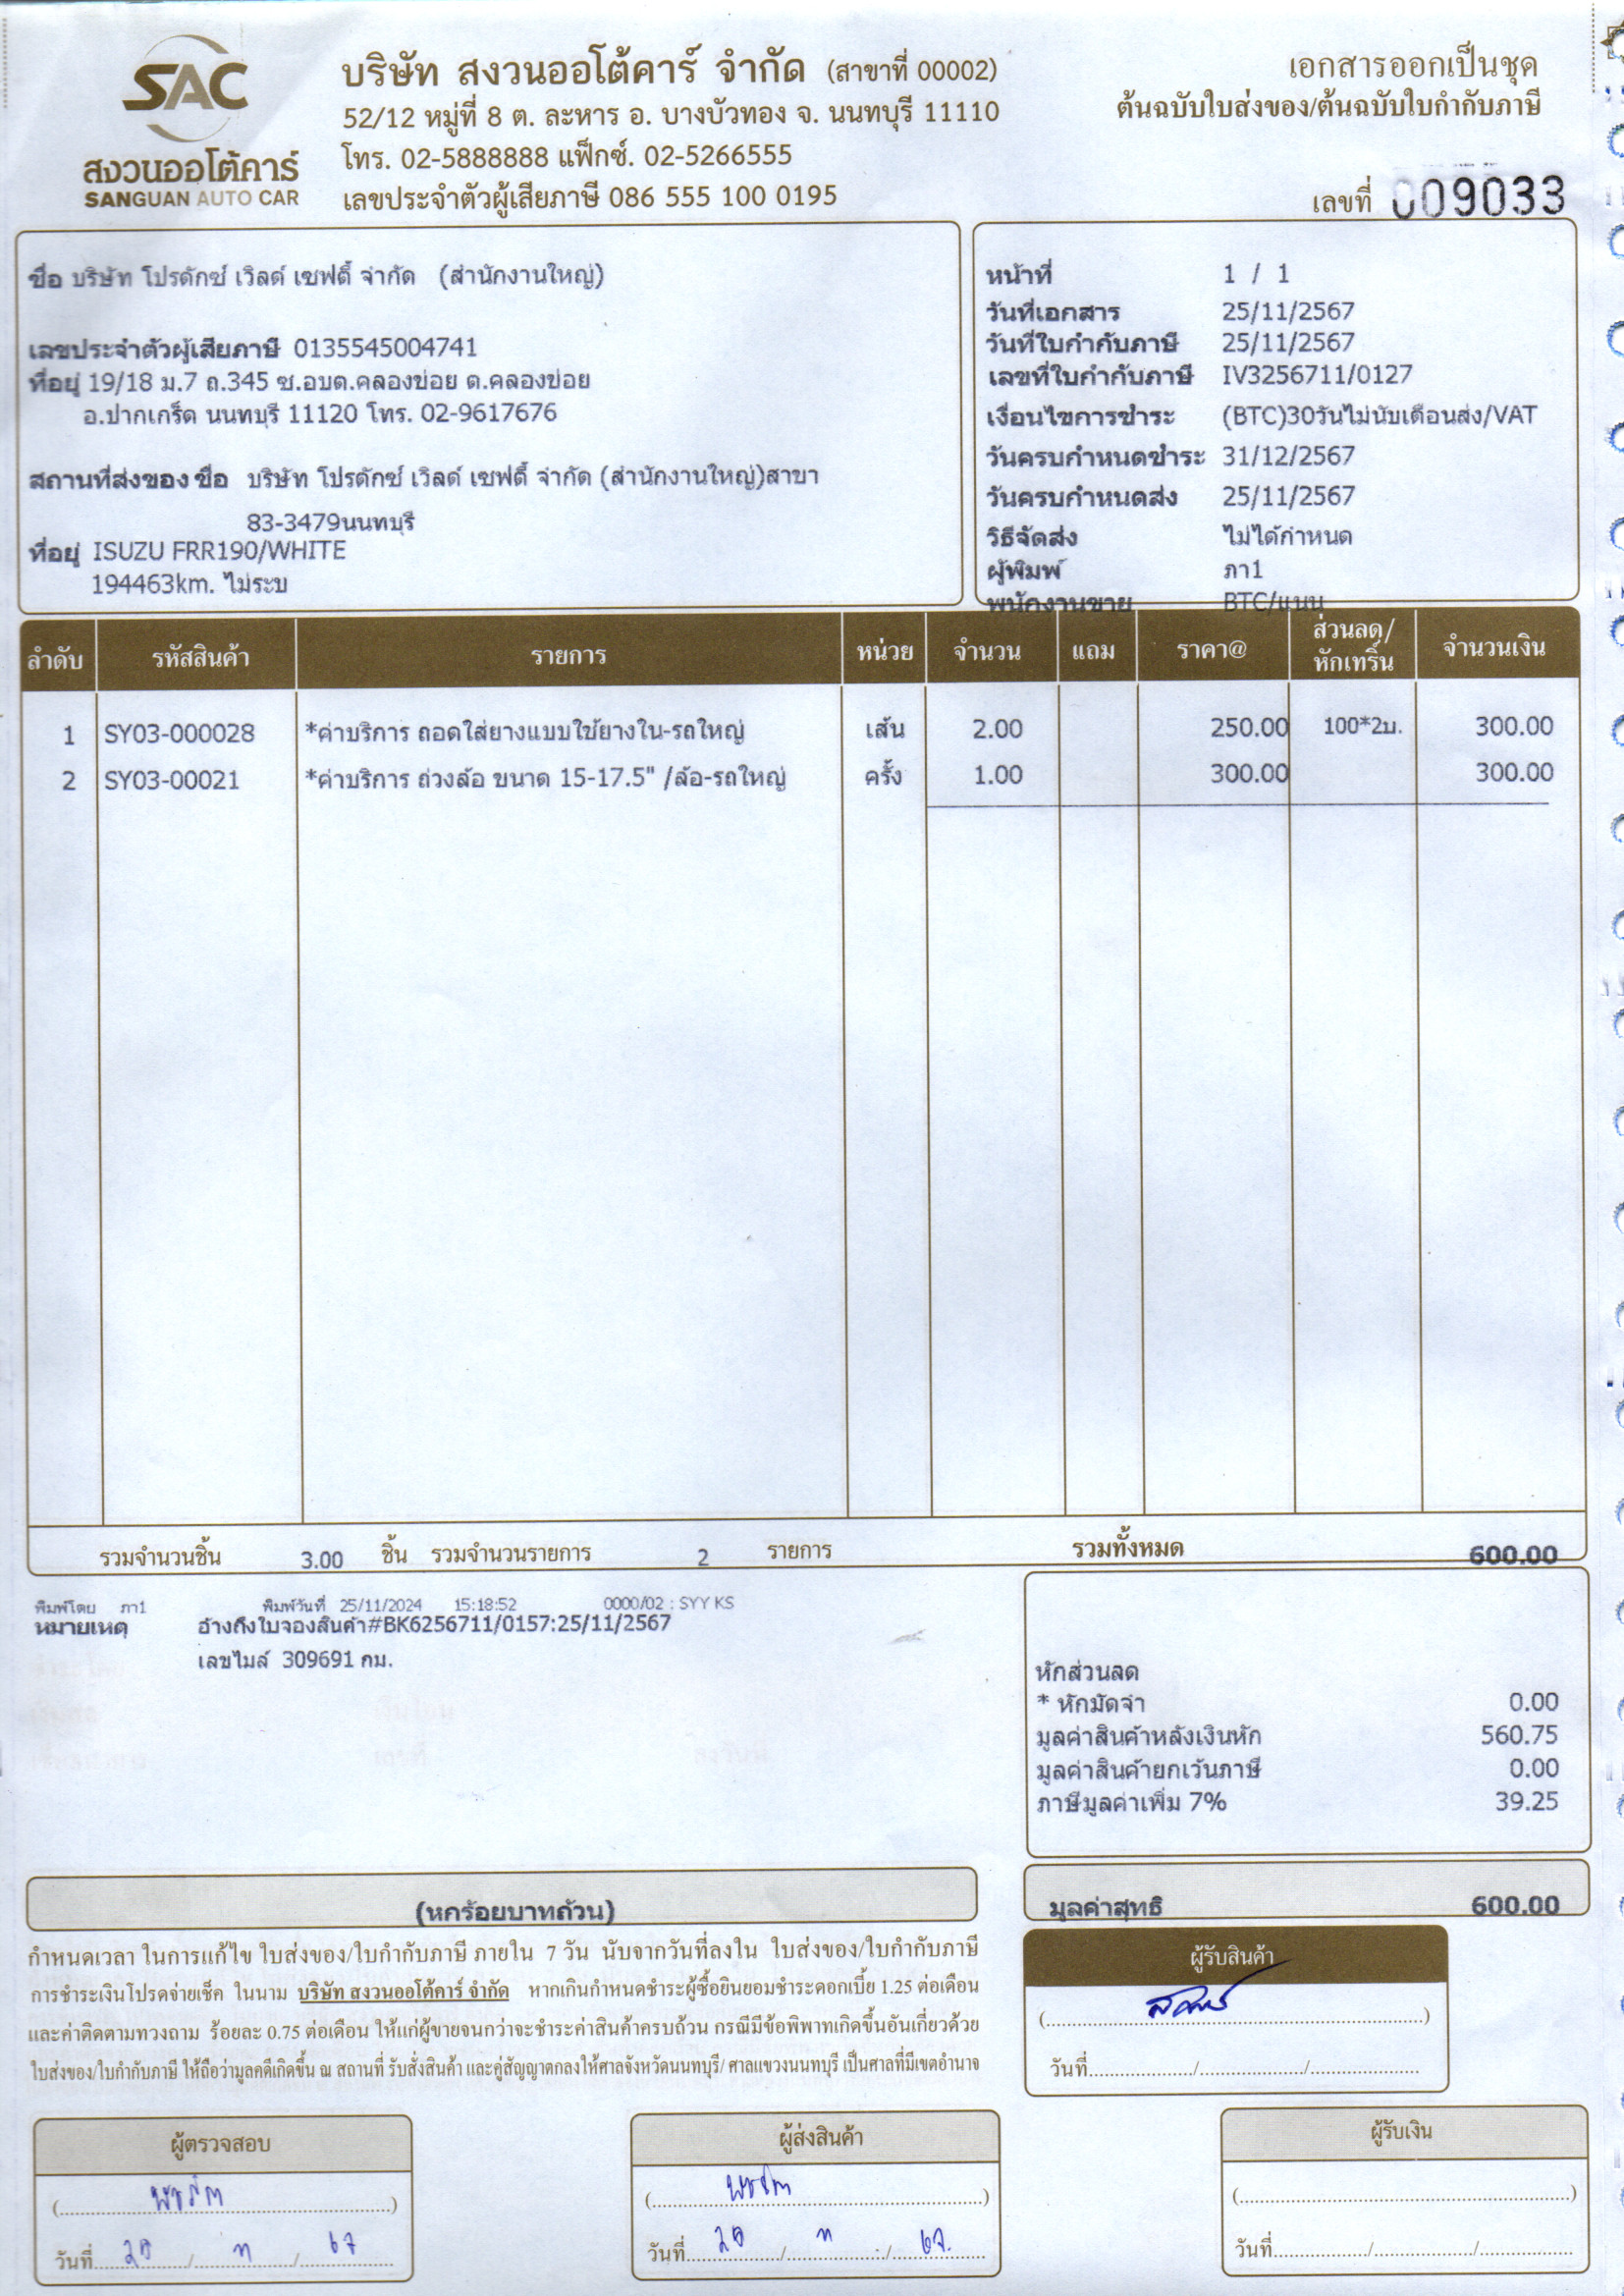 SAC
สงวนออโต้คาร์
SANGUAN AUTO CAR
บริษัท สงวนออโต้คาร์ จำกัด (สาขาที่ 00002)
52/12 หมู่ที่ 8 ต. ละหาร อ. บางบัวทอง จ. นนทบุรี 11110
โทร. 02-5888888 แฟ็กซ์. 02-5266555
เลขประจำตัวผู้เสียภาษี 086 555 100 0195
เอกสารออกเป็นชุด
ต้นฉบับใบส่งของ/ต้นฉบับใบกำกับภาษี
เลขที่ 009033
ชื่อ บริษัท โปรดักซ์ เวิลด์ เซฟตี้ จำกัด (สำนักงานใหญ่)
เลขประจำตัวผู้เสียภาษี 0135545004741
ที่อยู่ 19/18 ม.7 ถ.345 ซ.อบต.คลองข่อย ต.คลองข่อย
อ.ปากเกร็ด นนทบุรี 11120 โทร. 02-9617676
สถานที่ส่งของ ชื่อ บริษัท โปรดักซ์ เวิลด์ เซฟตี้ จำกัด (สำนักงานใหญ่)สาขา
83-3479นนทบุรี
ที่อยู่ ISUZU FRR190/WHITE
194463km. ไม่ระบ
หน้าที่ 1 / 1
วันที่เอกสาร 25/11/2567
วันที่ใบกำกับภาษี 25/11/2567
เลขที่ใบกำกับภาษี IV3256711/0127
เงื่อนไขการชำระ (BTC)30วันไม่นับเดือนส่ง/VAT
วันครบกำหนดชำระ 31/12/2567
วันครบกำหนดส่ง 25/11/2567
วิธีจัดส่ง ไม่ได้กำหนด
ผู้พิมพ์ ภา1
พนักงานขาย BTC/แนน
ลำดับ รหัสสินค้า รายการ หน่วย จำนวน แถม ราคา@ ส่วนลด/หักเทริ์น จำนวนเงิน
1 SY03-000028 *ค่าบริการ ถอดใส่ยางแบบใช้ยางใน-รถใหญ่ เส้น 2.00 250.00 100*2บ. 300.00
2 SY03-00021 *ค่าบริการ ถ่วงล้อ ขนาด 15-17.5" /ล้อ-รถใหญ่ ครั้ง 1.00 300.00 300.00
รวมจำนวนชิ้น 3.00 ชิ้น รวมจำนวนรายการ 2 รายการ รวมทั้งหมด 600.00
พิมพ์โดย ภา1 พิมพ์วันที่ 25/11/2024 15:18:52 0000/02 : SYY KS
หมายเหตุ อ้างถึงใบจองสินค้า#BK6256711/0157:25/11/2567
เลขไมล์ 309691 กม.
หักส่วนลด
* หักมัดจำ 0.00
มูลค่าสินค้าหลังเงินหัก 560.75
มูลค่าสินค้ายกเว้นภาษี 0.00
ภาษีมูลค่าเพิ่ม 7% 39.25
(หกร้อยบาทถ้วน)
มูลค่าสุทธิ 600.00
กำหนดเวลา ในการแก้ไข ใบส่งของ/ใบกำกับภาษี ภายใน 7 วัน นับจากวันที่ลงใน ใบส่งของ/ใบกำกับภาษี
การชำระเงินโปรดจ่ายเช็ค ในนาม บริษัท สงวนออโต้คาร์ จำกัด หากเกินกำหนดชำระผู้ซื้อยินยอมชำระดอกเบี้ย 1.25 ต่อเดือน
และค่าติดตามทวงถาม ร้อยละ 0.75 ต่อเดือน ให้แก่ผู้ขายจนกว่าจะชำระค่าสินค้าครบถ้วน กรณีมีข้อพิพาทเกิดขึ้นอันเกี่ยวด้วย
ใบส่งของ/ใบกำกับภาษี ให้ถือว่ามูลคดีเกิดขึ้น ณ สถานที่ รับสั่งสินค้า และคู่สัญญาตกลงให้ศาลจังหวัดนนทบุรี/ ศาลแขวงนนทบุรี เป็นศาลที่มีเขตอำนาจ
ผู้รับสินค้า
วันที่
ผู้ตรวจสอบ
วันที่
ผู้ส่งสินค้า
วันที่
ผู้รับเงิน
วันที่